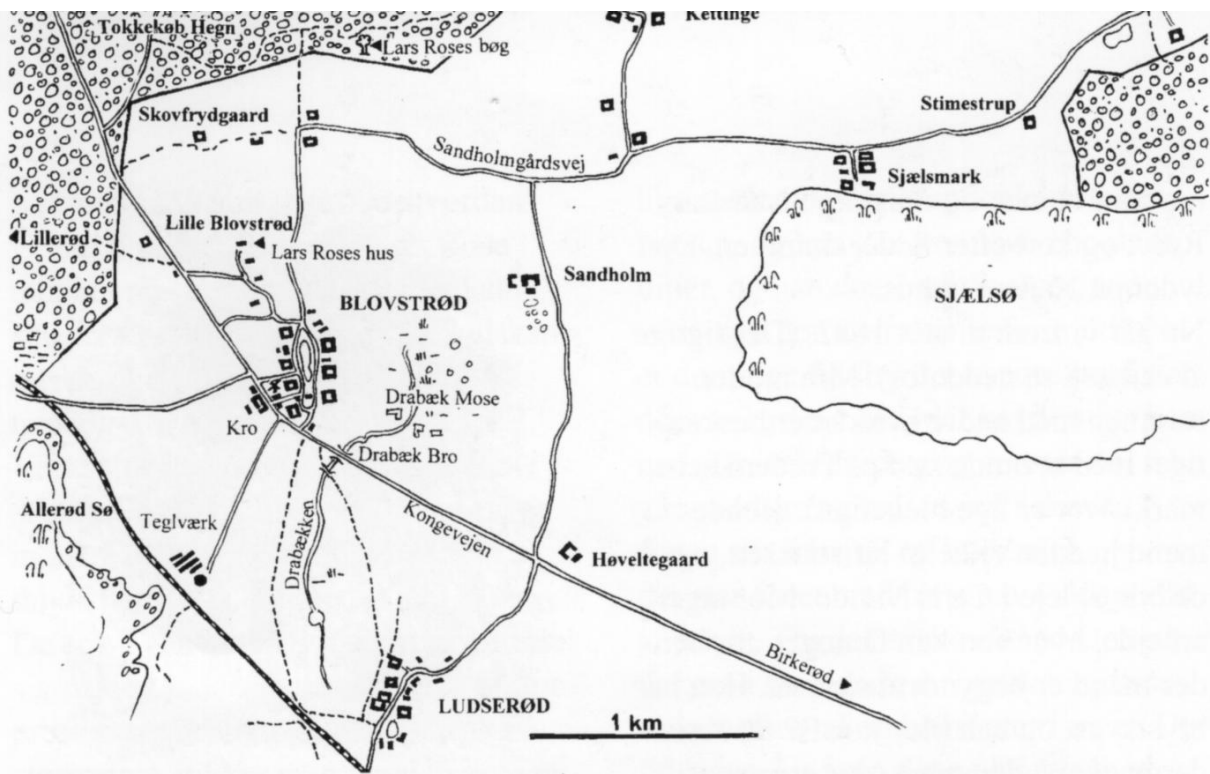 Kettinge
Tokkekøb Hegn
Lars Roses bøg
Skovfrydgaard
Stimestrup
Sandholmgårdsvej
Sjælsmark
Lille Blovstrød
Lillerød
Lars Roses hus
Sandholm
BLOVSTRØD
SJÆLSØ
Drabæk Mose
Kro
Drabæk Bro
Allerød Sø
Teglværk
Drabækken
Kongevejen
Høveltegaard
Birkerød
LUDSERØD
1 km